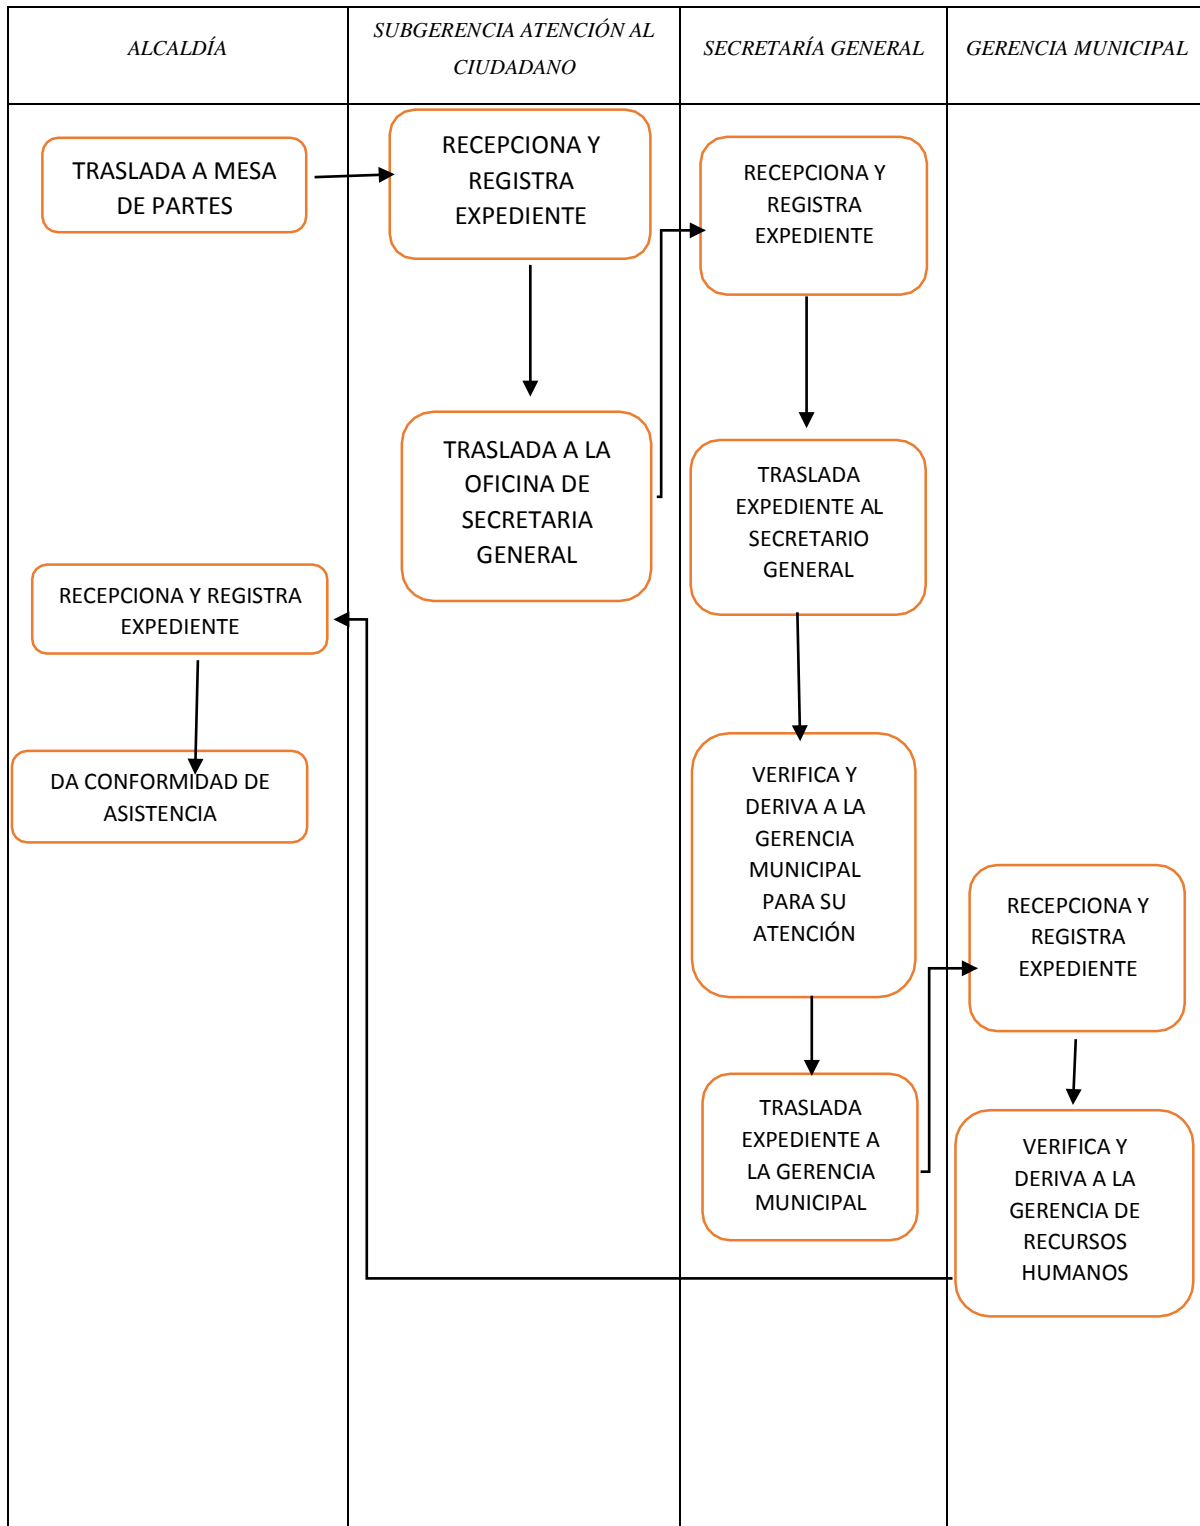 ALCALDÍA
SUBGERENCIA ATENCIÓN AL
CIUDADANO
SECRETARÍA GENERAL
GERENCIA MUNICIPAL
TRASLADA A MESA
DE PARTES
RECEPCIONA Y REGISTRA
EXPEDIENTE
DA CONFORMIDAD DE
ASISTENCIA
RECEPCIONA Y
REGISTRA
EXPEDIENTE
TRASLADA A LA
OFICINA DE
SECRETARIA
GENERAL
RECEPCIONA Y
REGISTRA
EXPEDIENTE
TRASLADA
EXPEDIENTE AL
SECRETARIO
GENERAL
VERIFICA Y
DERIVA A LA
GERENCIA
MUNICIPAL
PARA SU
ATENCIÓN
TRASLADA
EXPEDIENTE A
LA GERENCIA
MUNICIPAL
RECEPCIONA Y
REGISTRA
EXPEDIENTE
VERIFICA Y
DERIVA A LA
GERENCIA DE
RECURSOS
HUMANOS